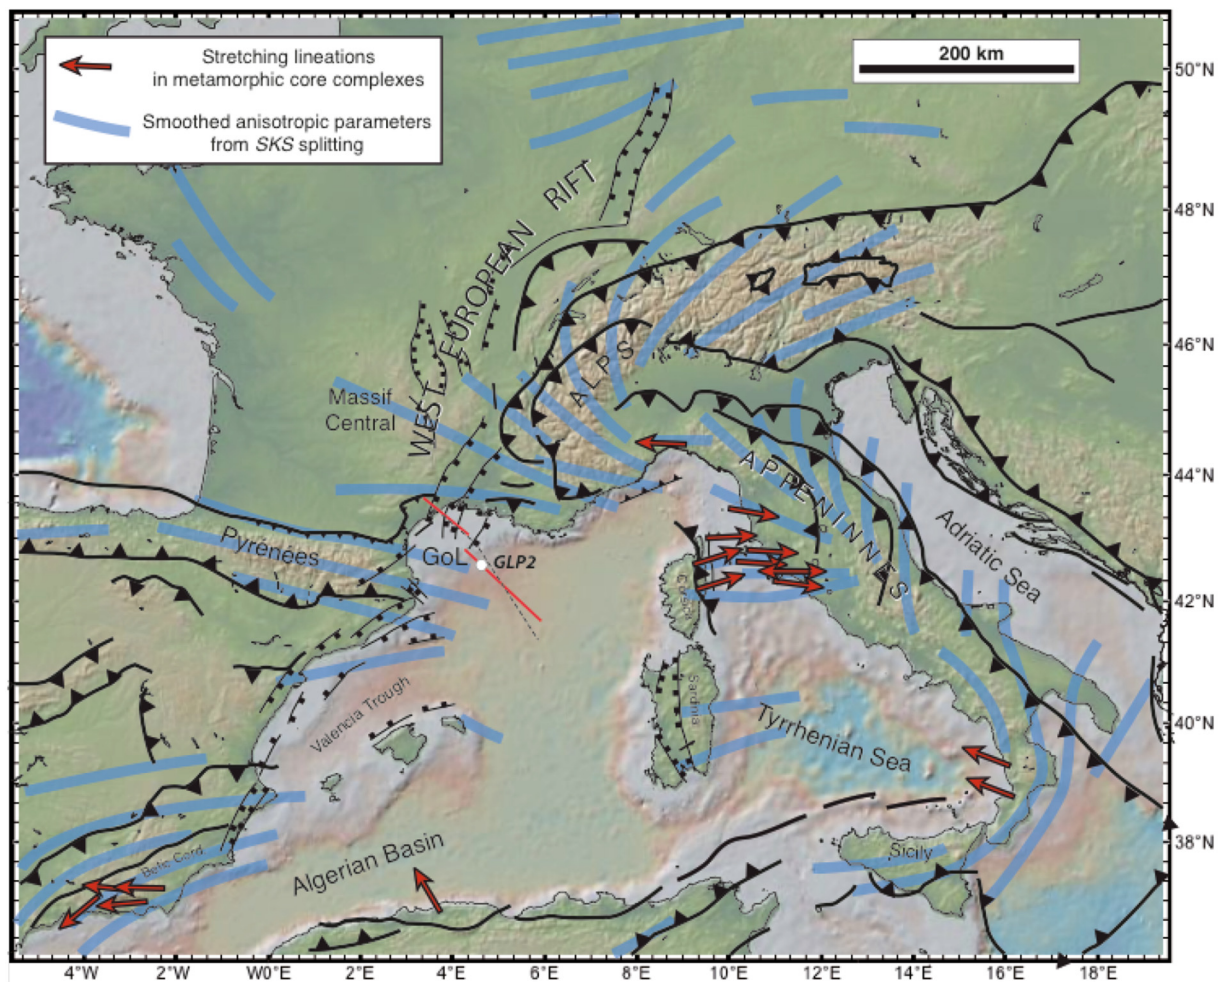 Stretching lineations
in metamorphic core complexes
Smoothed anisotropic parameters
from SKS splitting
200 km
50°N
48°N
46°N
44°N
42°N
40°N
38°N
WEST EUROPEAN RIFT
ALPS
Massif
Central
APPENINNES
Adriatic Sea
Pyrénées
GoL
GLP2
Corsica
Sardinia
Valencia Trough
Tyrrhenian Sea
Betic Cord
Algerian Basin
Sicily
4°W
2°W
W0°E
2°E
4°E
6°E
8°E
10°E
12°E
14°E
16°E
18°E